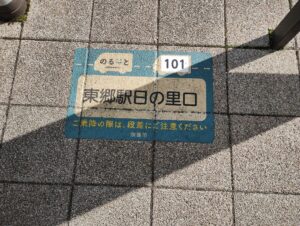 のるーと
101
東郷駅日の里口
ご乗降の際は、段差にご注意ください
宗像市